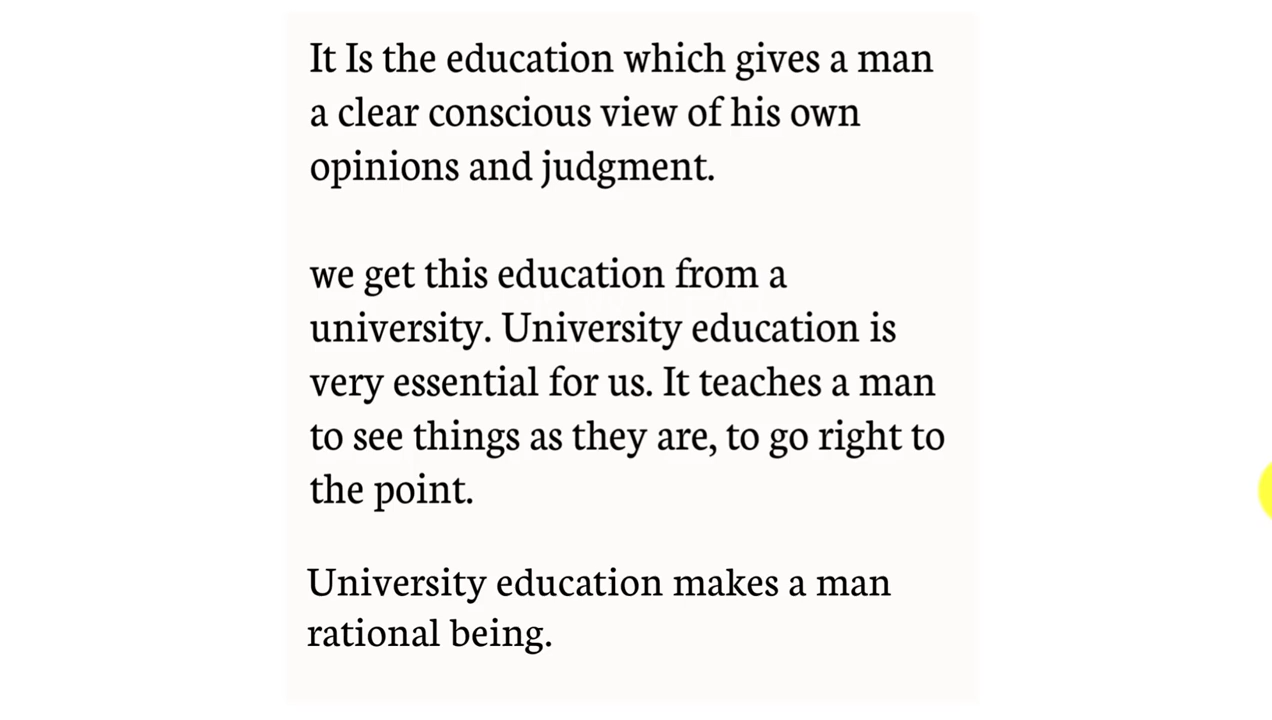 It Is the education which gives a man
a clear conscious view of his own
opinions and judgment.
we get this education from a
university. University education is
very essential for us. It teaches a man
to see things as they are, to go right to
the point.
University education makes a man
rational being.